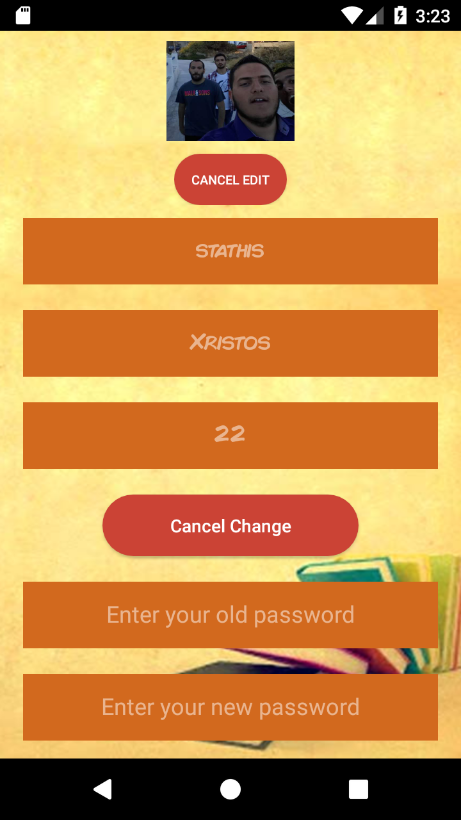 3:23
CANCEL EDIT
STATHIS
XRISTOS
22
Cancel Change
Enter your old password
Enter your new password